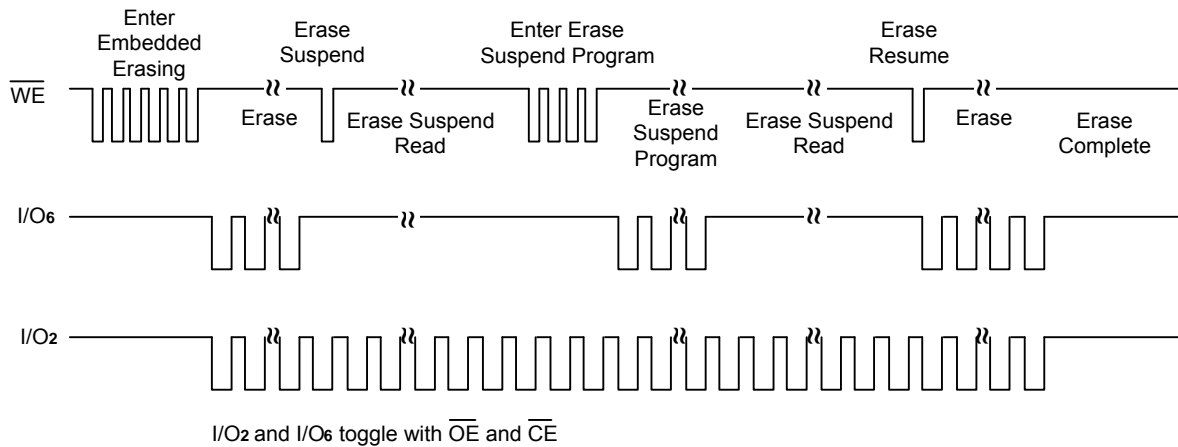 Enter
Embedded
Erasing
Erase
Suspend
Enter Erase
Suspend Program
Erase
Resume
WE
Erase
Erase Suspend
Read
Erase
Suspend
Program
Erase Suspend
Read
Erase
Erase
Complete
I/O6
I/O2
I/O2 and I/O6 toggle with OE and CE